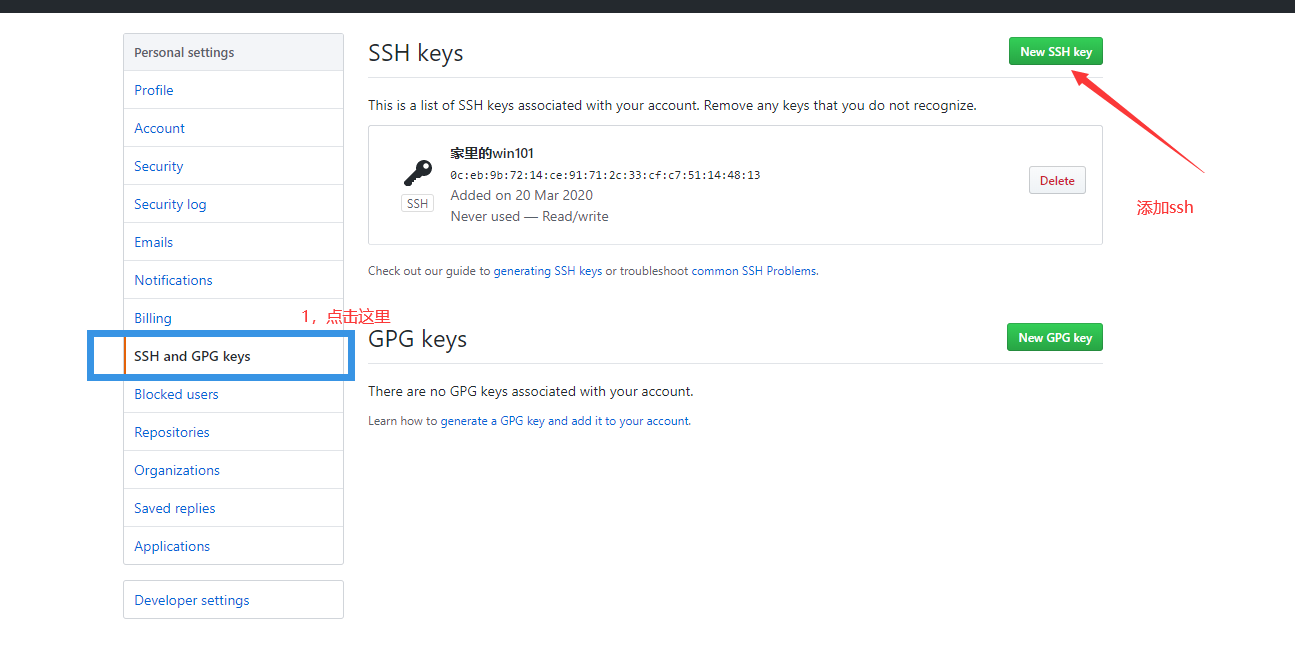 Personal settings
Profile
Account
Security
Security log
Emails
Notifications
Billing
1，点击这里
SSH and GPG keys
Blocked users
Repositories
Organizations
Saved replies
Applications
Developer settings
SSH keys
New SSH key
This is a list of SSH keys associated with your account. Remove any keys that you do not recognize.
家里的win101
0c:eb:9b:72:14:ce:91:71:2c:33:cf:c7:51:14:48:13
SSH
Added on 20 Mar 2020
Never used — Read/write
Delete
添加ssh
Check out our guide to generating SSH keys or troubleshoot common SSH Problems.
GPG keys
New GPG key
There are no GPG keys associated with your account.
Learn how to generate a GPG key and add it to your account.